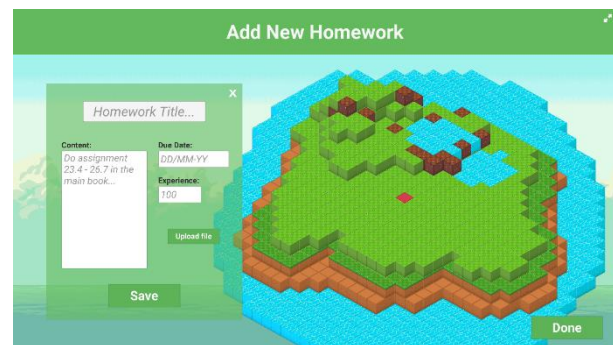 Add New Homework
x
Homework Title...
Content:
Do assignment
23.4 - 26.7 in the
main book...
Due Date:
DD/MM-YY
Experience:
100
Upload file
Save
Done